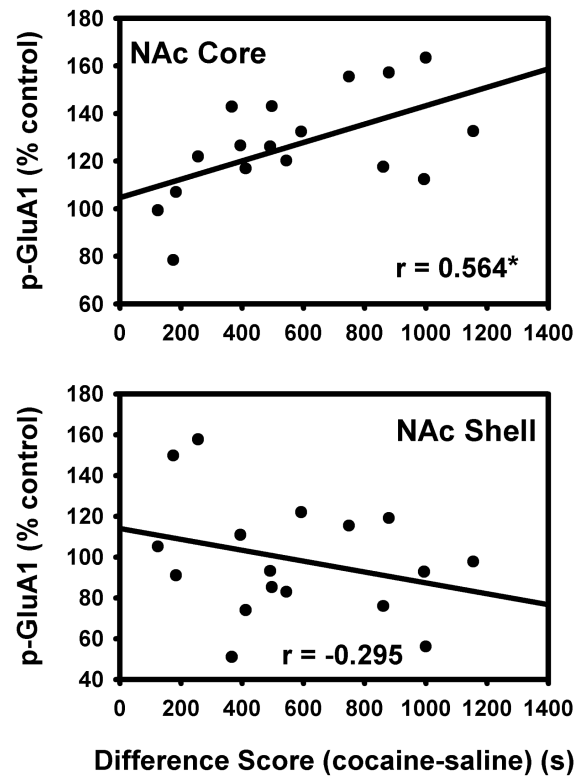 180
160
140
120
100
80
60
p-GluA1 (% control)
NAc Core
r = 0.564*
0 200 400 600 800 1000 1200 1400
180
160
140
120
100
80
60
40
p-GluA1 (% control)
NAc Shell
r = -0.295
0 200 400 600 800 1000 1200 1400
Difference Score (cocaine-saline) (s)